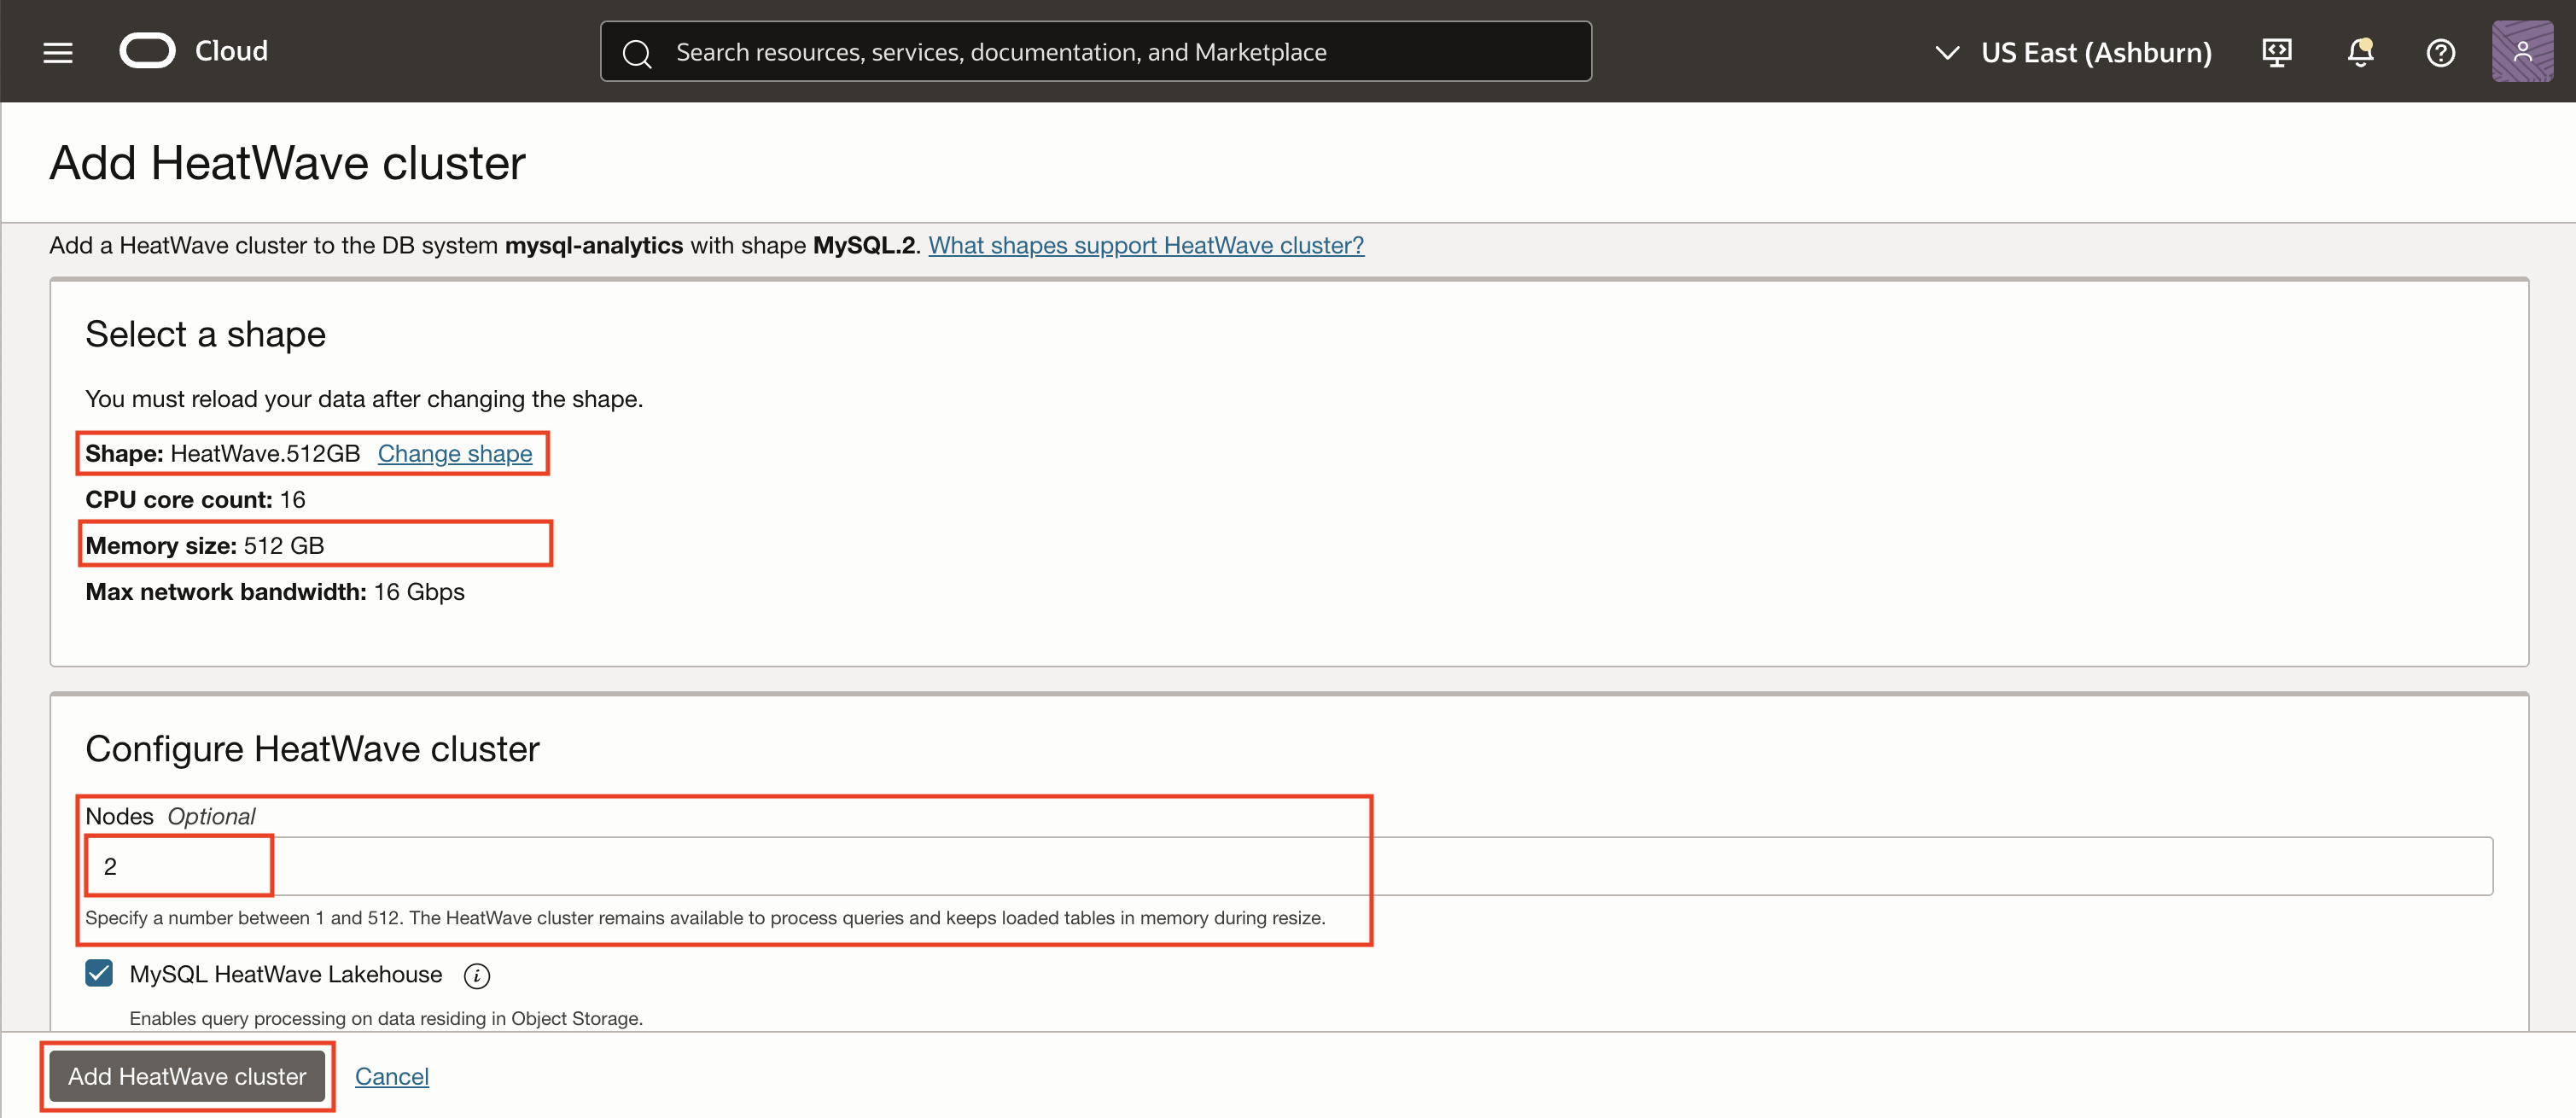 Cloud
Search resources, services, documentation, and Marketplace
US East (Ashburn)
Add HeatWave cluster
Add a HeatWave cluster to the DB system mysql-analytics with shape MySQL.2. What shapes support HeatWave cluster?
Select a shape
You must reload your data after changing the shape.
Shape: HeatWave.512GB Change shape
CPU core count: 16
Memory size: 512 GB
Max network bandwidth: 16 Gbps
Configure HeatWave cluster
Nodes Optional
2
Specify a number between 1 and 512. The HeatWave cluster remains available to process queries and keeps loaded tables in memory during resize.
MySQL HeatWave Lakehouse
Enables query processing on data residing in Object Storage.
Add HeatWave cluster Cancel